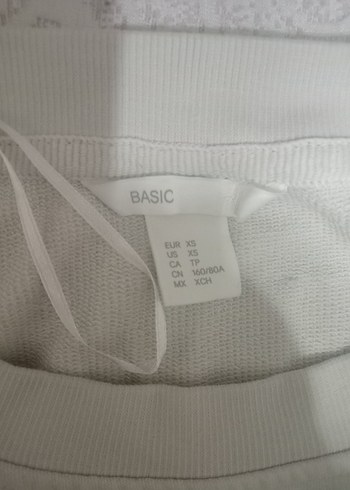 BASIC
EUR XS
US XS
CA TP
CN 160/80A
MX XCH